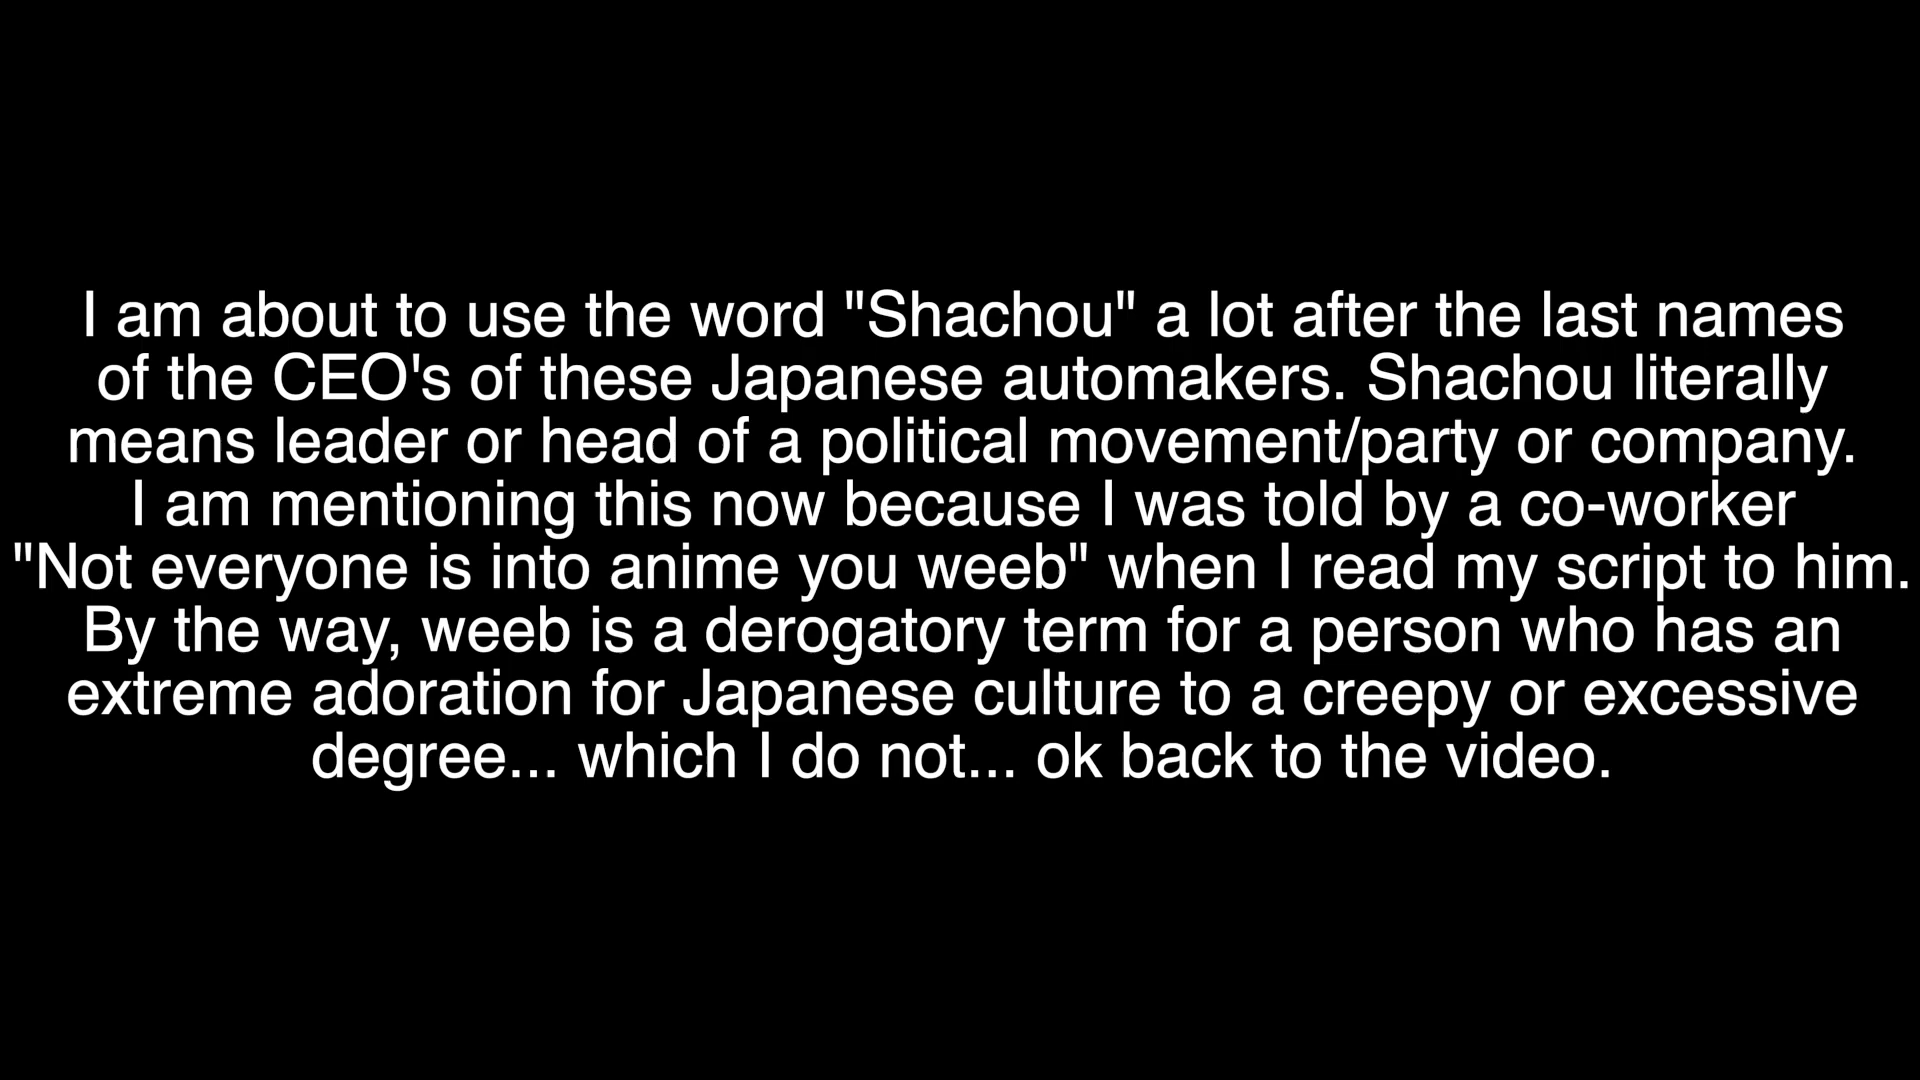 I am about to use the word "Shachou" a lot after the last names
of the CEO's of these Japanese automakers. Shachou literally
means leader or head of a political movement/party or company.
I am mentioning this now because I was told by a co-worker
"Not everyone is into anime you weeb" when I read my script to him.
By the way, weeb is a derogatory term for a person who has an
extreme adoration for Japanese culture to a creepy or excessive
degree... which I do not... ok back to the video.